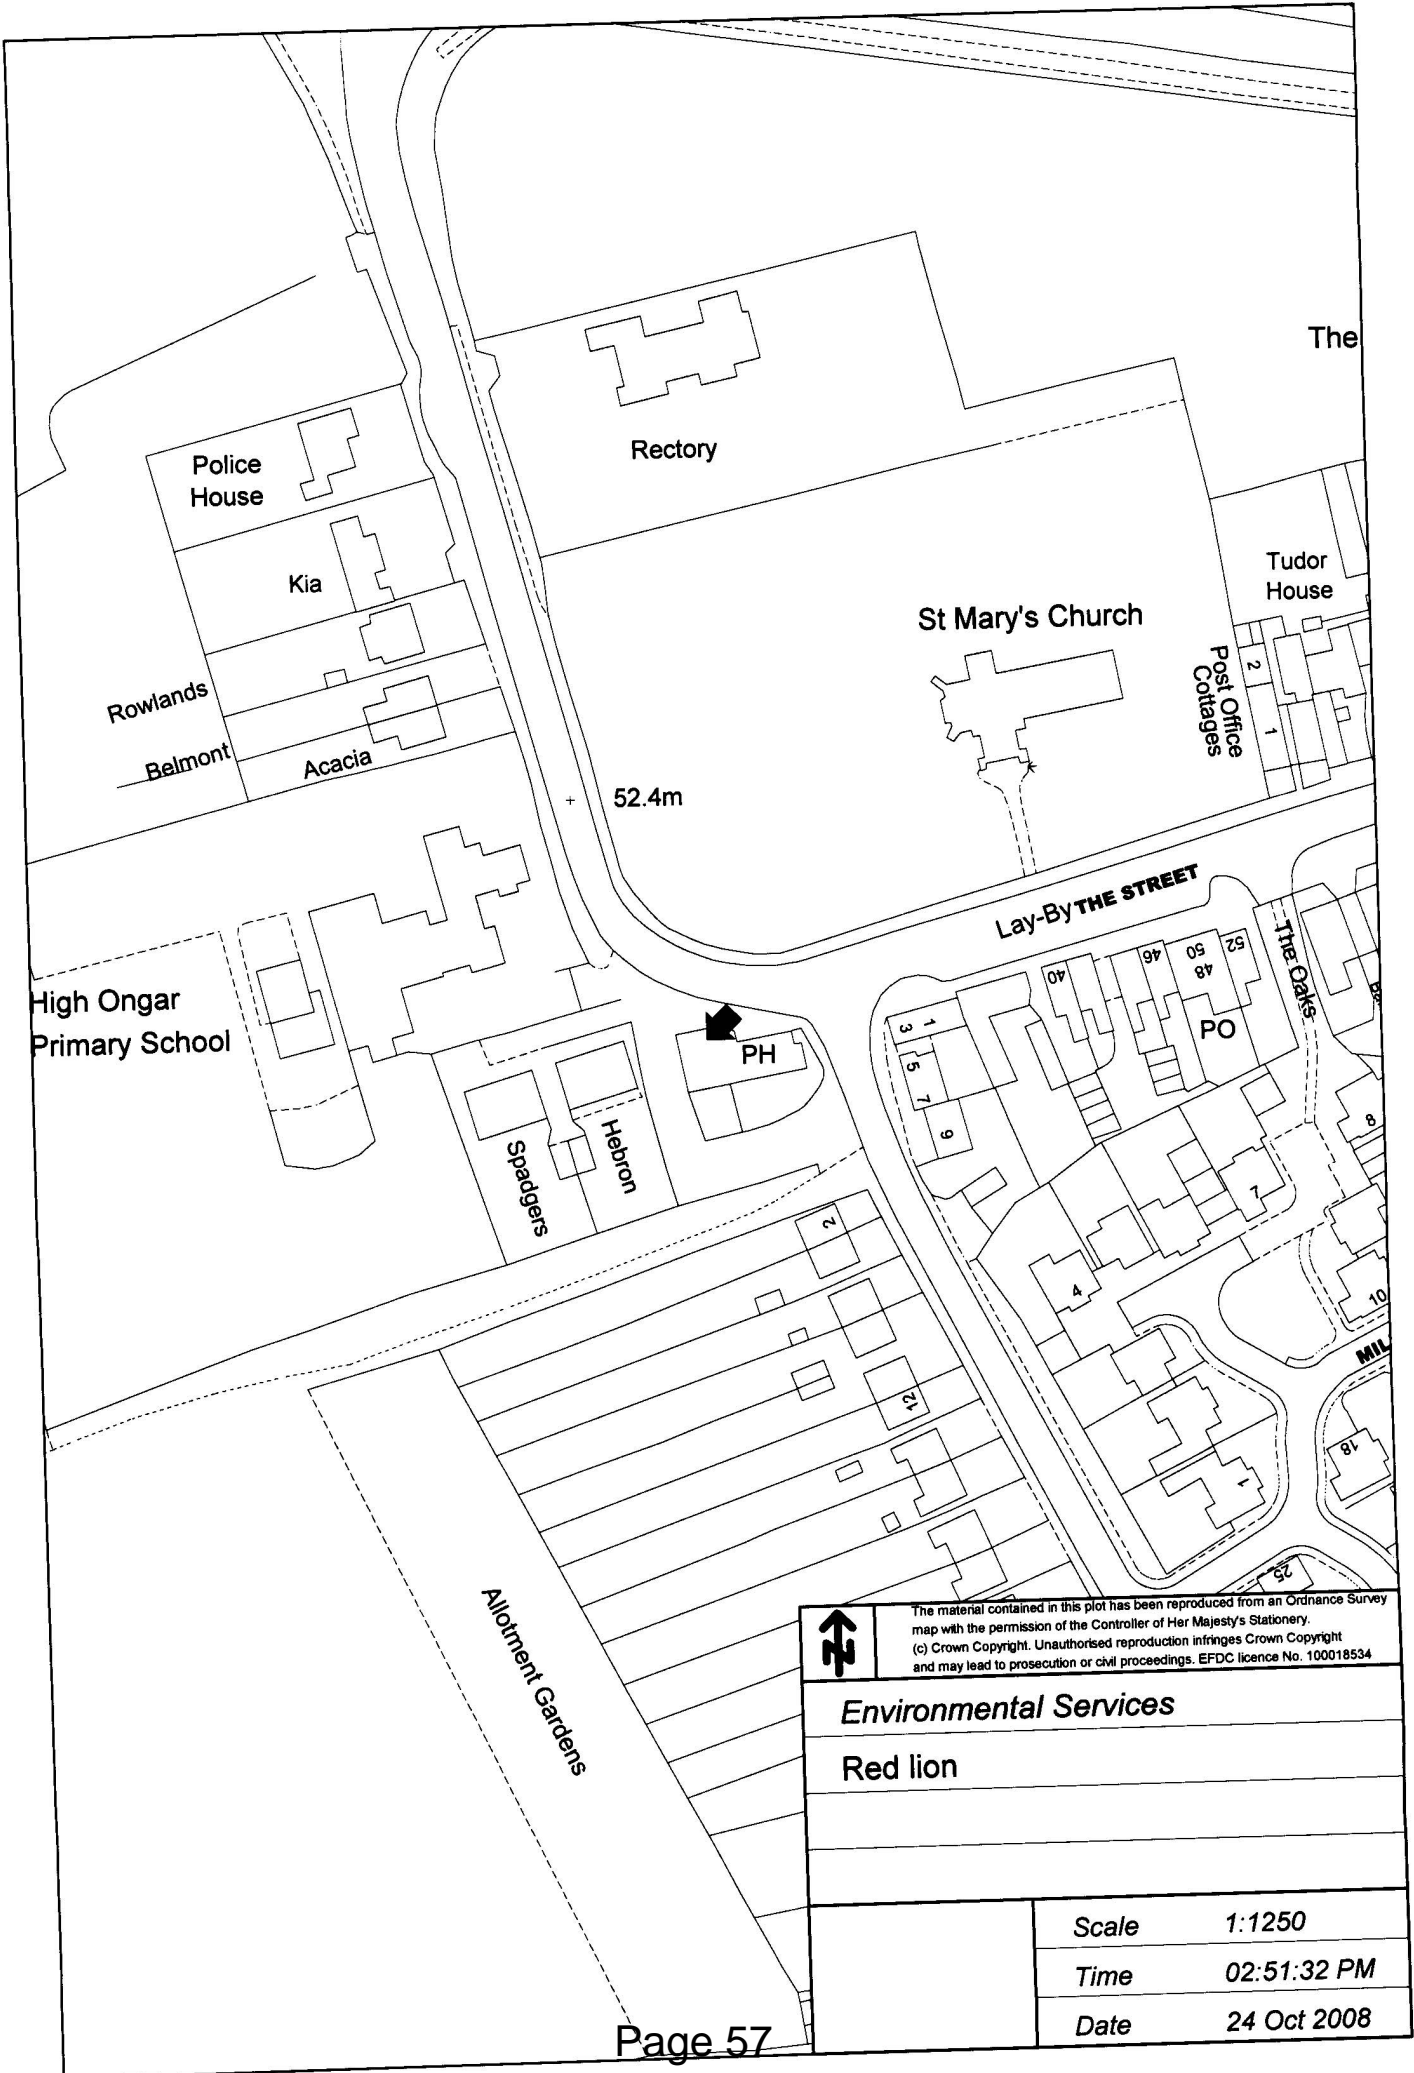 The
Rectory
Police
House
Kia
Tudor
House
St Mary's Church
Post Office
Cottages
2
1
Rowlands
Belmont
Acacia
52.4m
Lay-By THE STREET
The Oaks
High Ongar
Primary School
PH
40
46
50
48
52
PO
3
1
5
7
9
8
Spadgers
Hebron
7
2
4
10
MIL
12
18
1
25
Allotment Gardens
The material contained in this plot has been reproduced from an Ordnance Survey
map with the permission of the Controller of Her Majesty's Stationery.
(c) Crown Copyright. Unauthorised reproduction infringes Crown Copyright
and may lead to prosecution or civil proceedings. EFDC licence No. 100018534
N
Environmental Services
Red lion
Scale 1:1250
Time 02:51:32 PM
Date 24 Oct 2008
Page 57